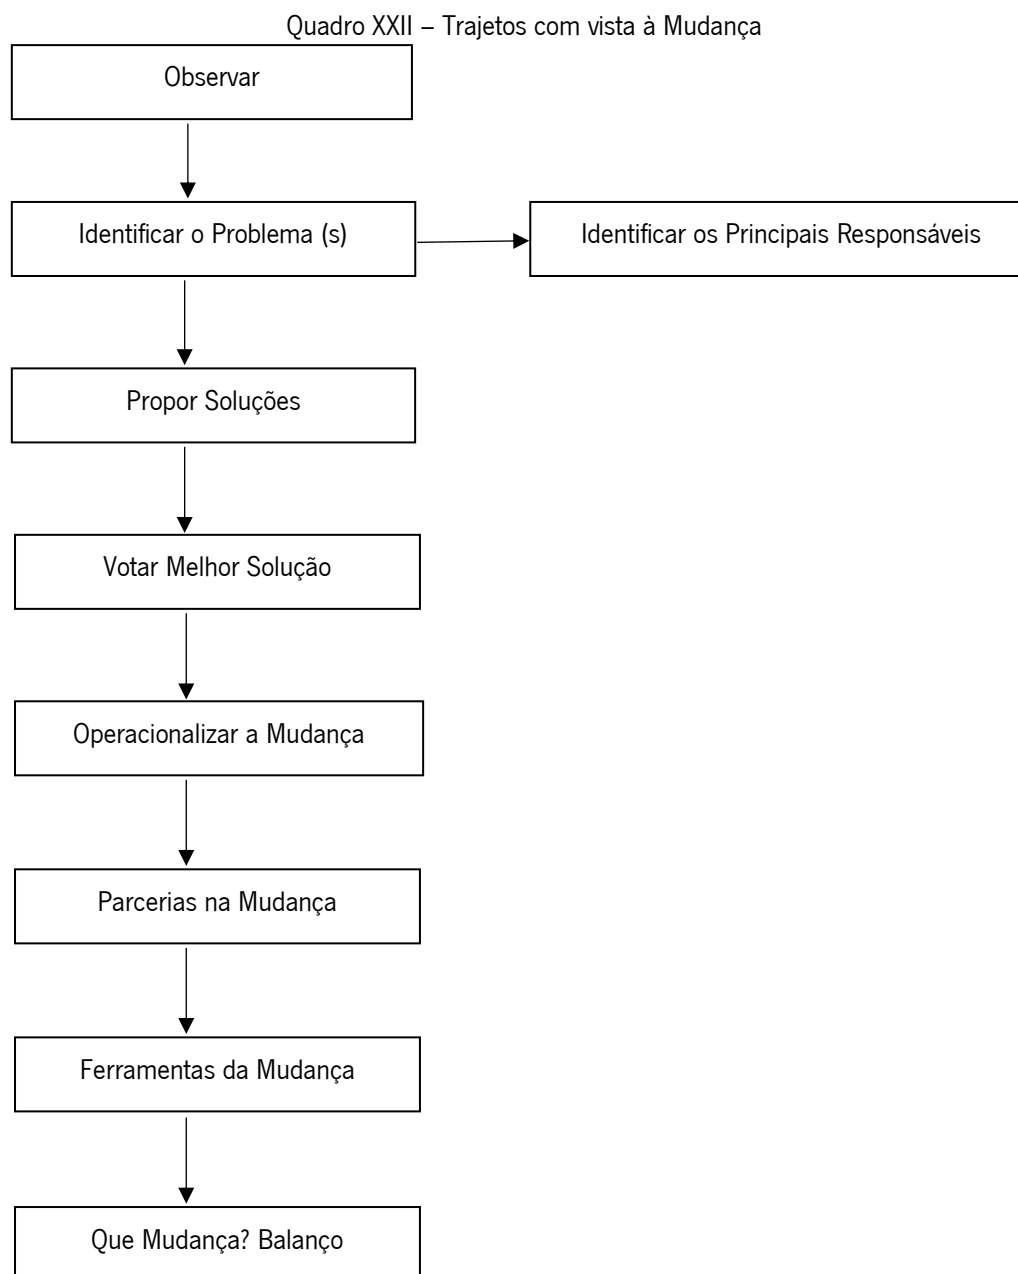 Quadro XXII – Trajetos com vista à Mudança
Observar
Identificar o Problema (s)
Identificar os Principais Responsáveis
Propor Soluções
Votar Melhor Solução
Operacionalizar a Mudança
Parcerias na Mudança
Ferramentas da Mudança
Que Mudança? Balanço